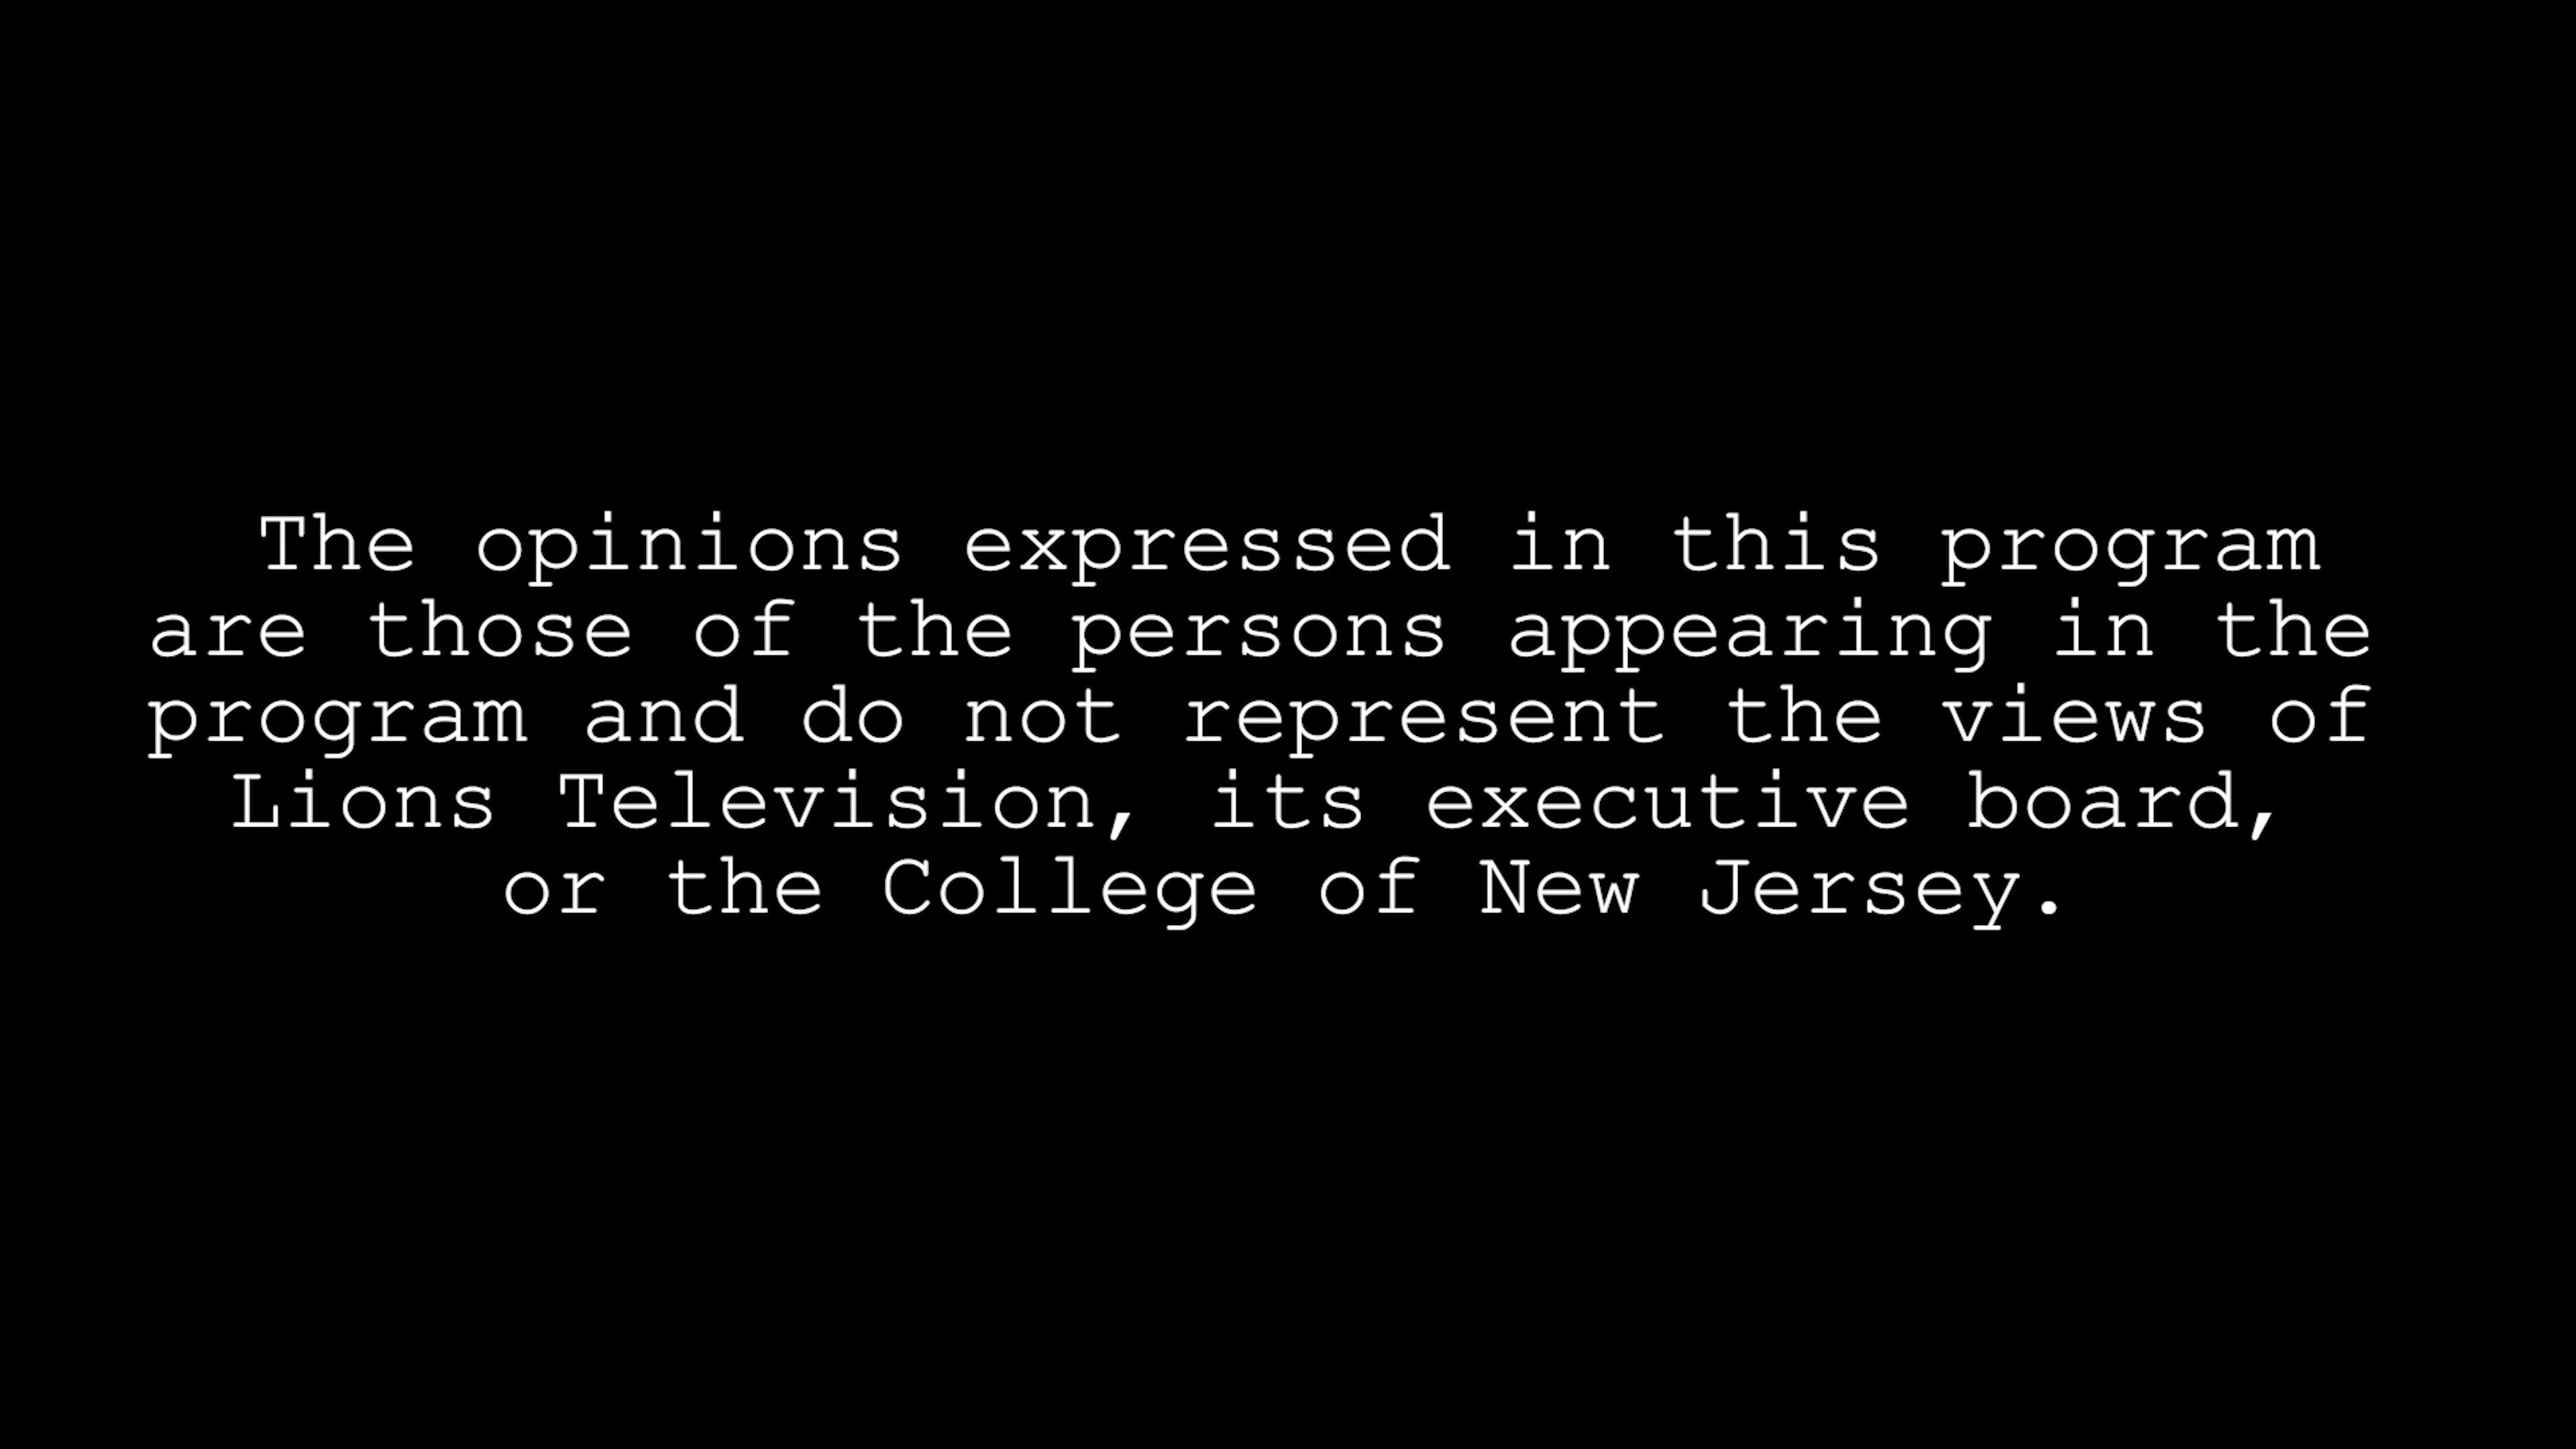 The opinions expressed in this program
are those of the persons appearing in the
program and do not represent the views of
Lions Television, its executive board,
or the College of New Jersey.